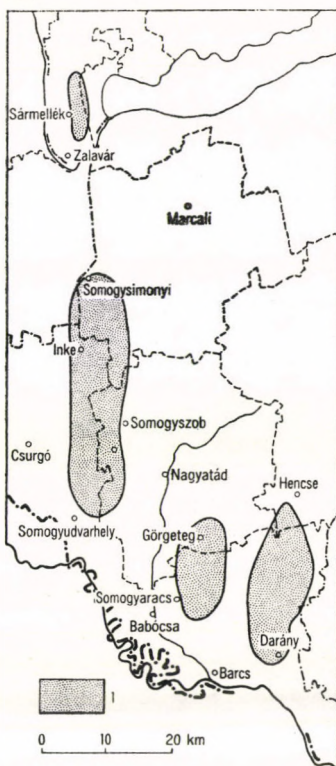 Sármellék
Zalavár
Marcali
Somogysimonyi
Inke
Somogyszob
Csurgó
Nagyatád
Hencse
Somogyudvarhely
Görgeteg
Somogyaracs
Babócsa
Darány
Barcs
1
0 10 20 km